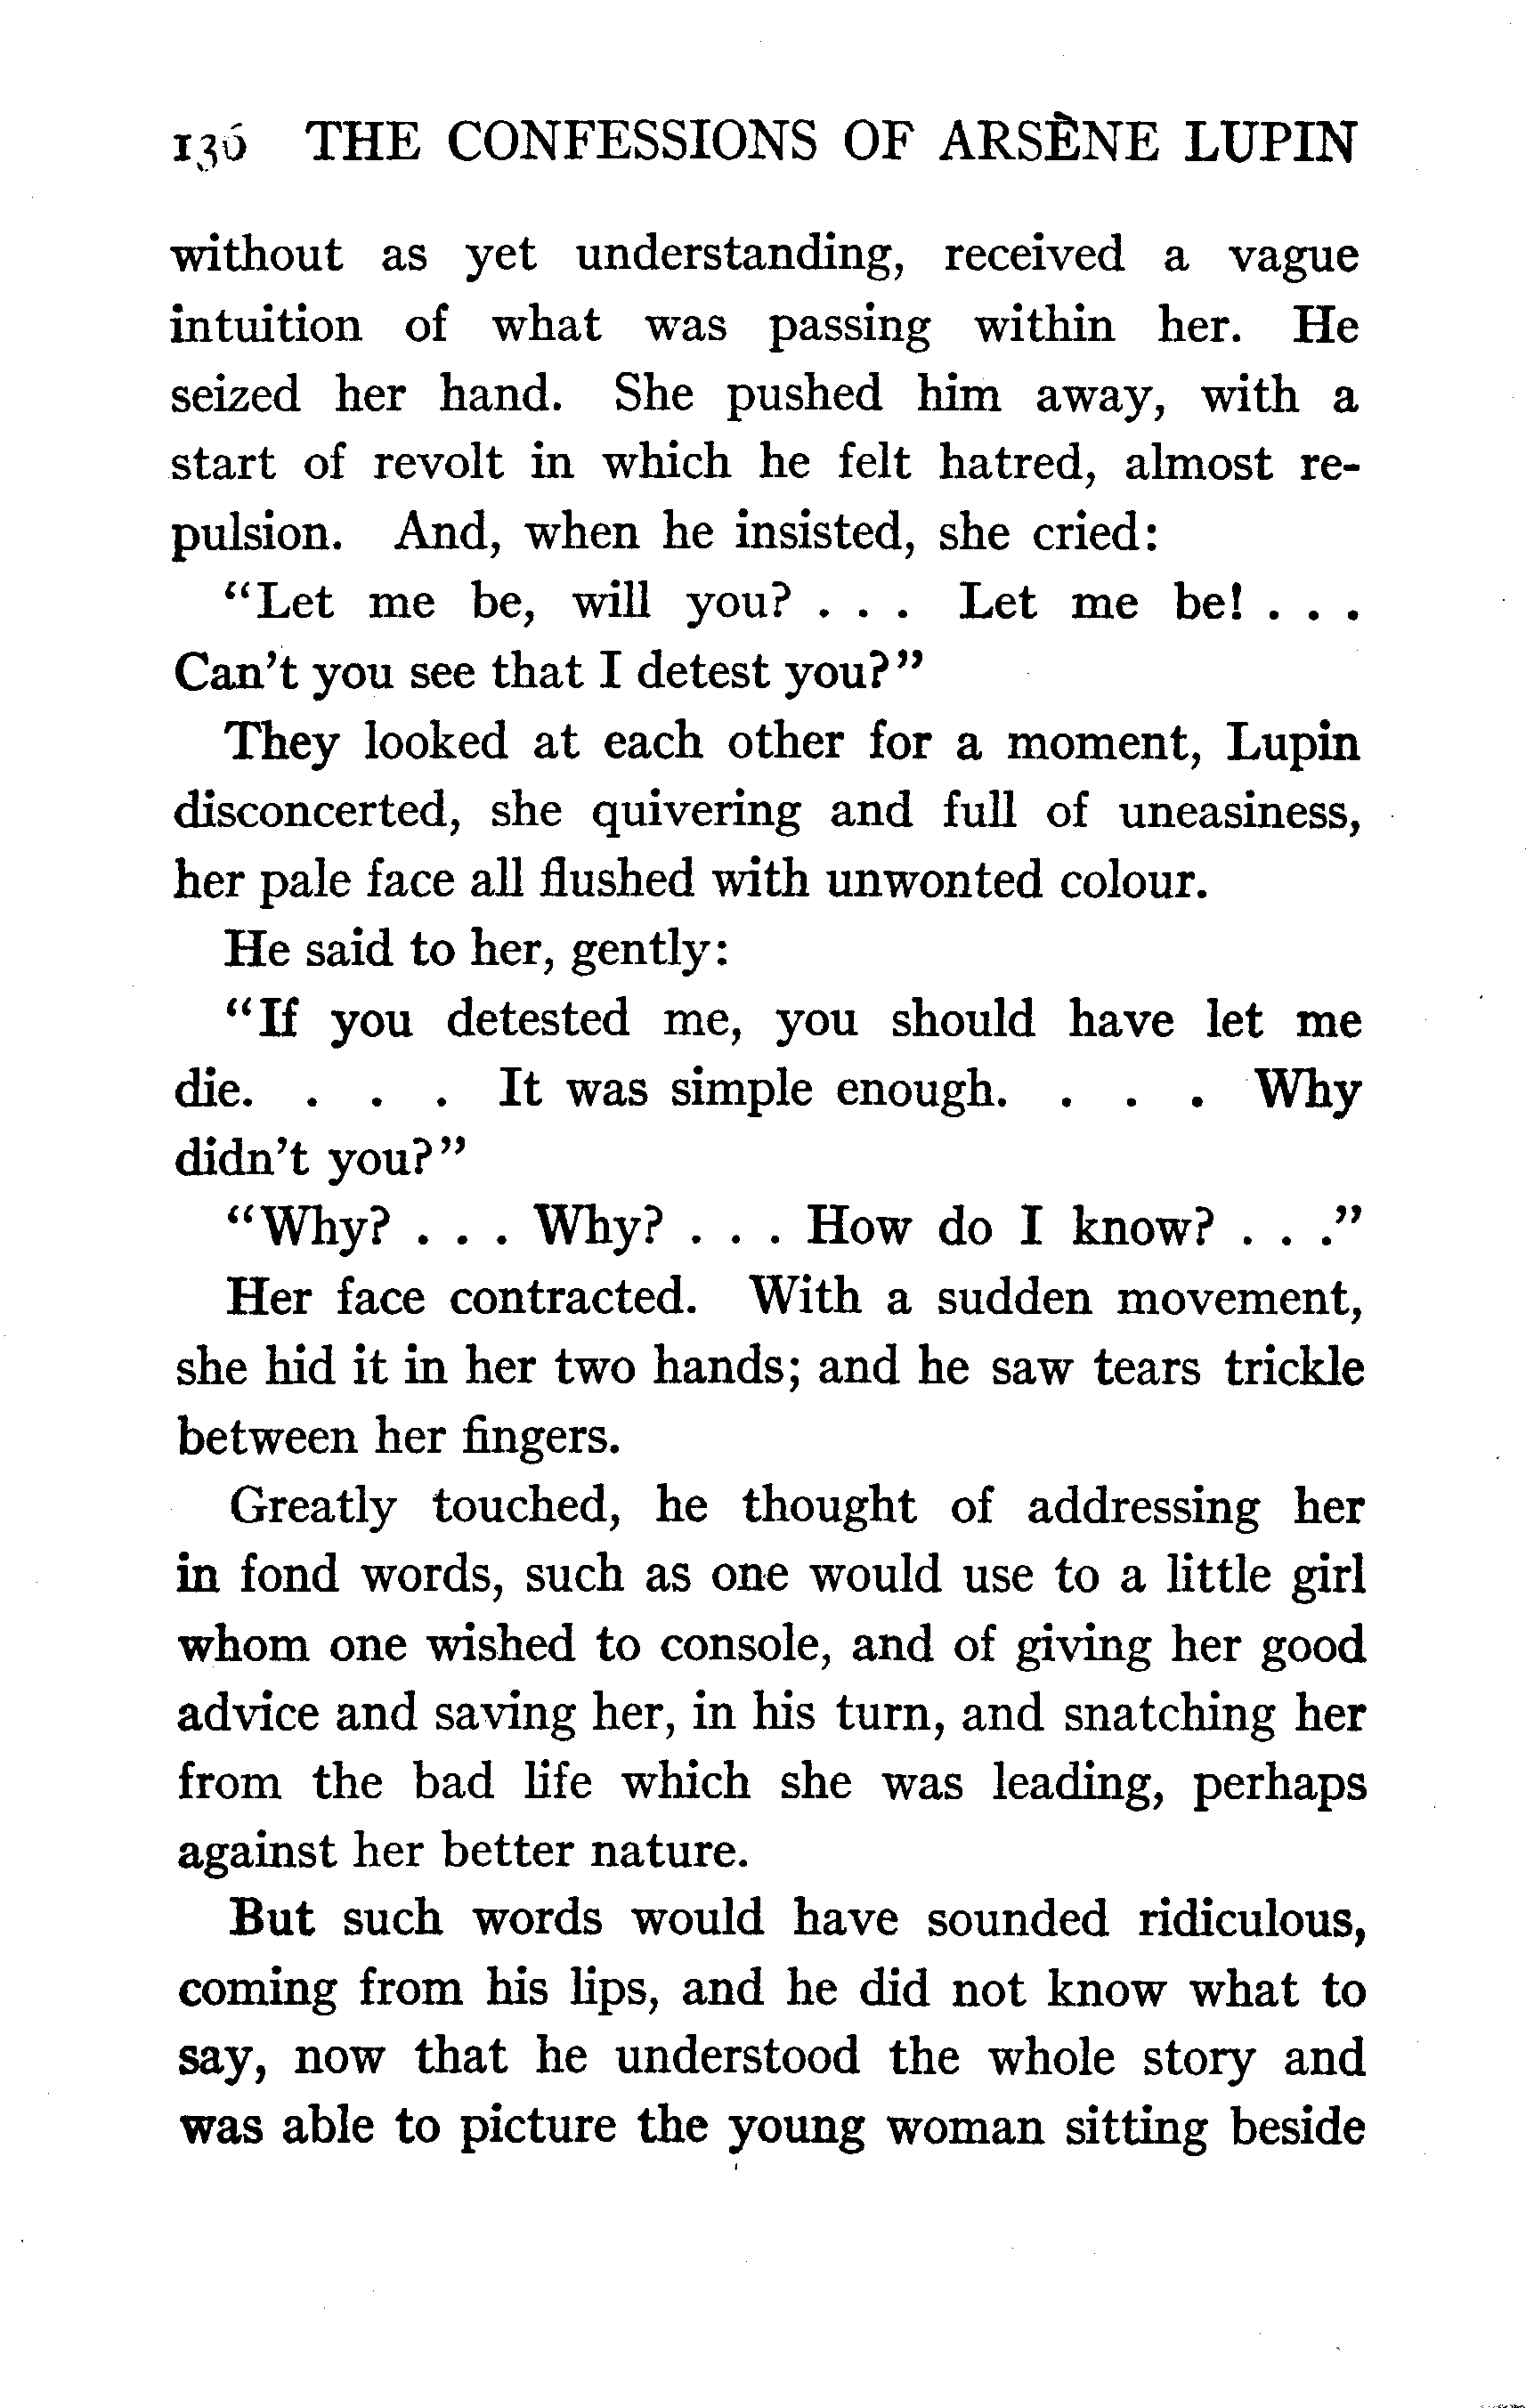 136 THE CONFESSIONS OF ARSÈNE LUPIN
without as yet understanding, received a vague
intuition of what was passing within her. He
seized her hand. She pushed him away, with a
start of revolt in which he felt hatred, almost re-
pulsion. And, when he insisted, she cried:
“Let me be, will you? . . . Let me be! . . .
Can’t you see that I detest you?”
They looked at each other for a moment, Lupin
disconcerted, she quivering and full of uneasiness,
her pale face all flushed with unwonted colour.
He said to her, gently:
“If you detested me, you should have let me
die. . . . It was simple enough. . . . Why
didn’t you?”
“Why? . . . Why? . . . How do I know? . . .”
Her face contracted. With a sudden movement,
she hid it in her two hands; and he saw tears trickle
between her fingers.
Greatly touched, he thought of addressing her
in fond words, such as one would use to a little girl
whom one wished to console, and of giving her good
advice and saving her, in his turn, and snatching her
from the bad life which she was leading, perhaps
against her better nature.
But such words would have sounded ridiculous,
coming from his lips, and he did not know what to
say, now that he understood the whole story and
was able to picture the young woman sitting beside